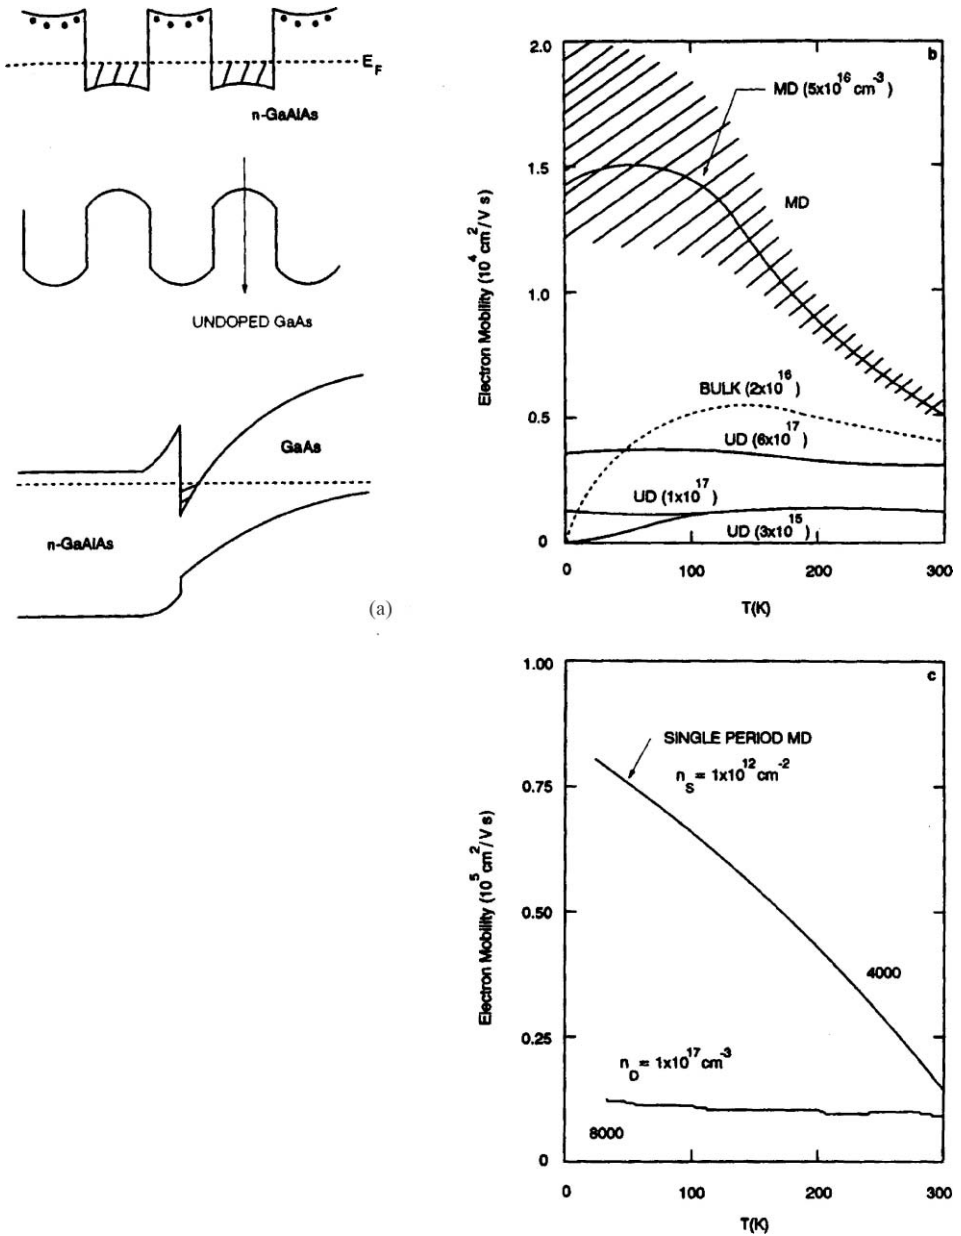 E_F
n-GaAlAs
UNDOPED GaAs
GaAs
n-GaAlAs
(a)
b
2.0
1.5
1.0
0.5
0
Electron Mobility (10^4 cm^2/V s)
MD (5x10^16 cm^-3)
MD
BULK (2x10^16)
UD (6x10^17)
UD (1x10^17)
UD (3x10^15)
0 100 200 300
T(K)
c
1.00
0.75
0.50
0.25
0
Electron Mobility (10^5 cm^2/V s)
SINGLE PERIOD MD
n_S = 1x10^12 cm^-2
4000
n_D = 1x10^17 cm^-3
8000
0 100 200 300
T(K)